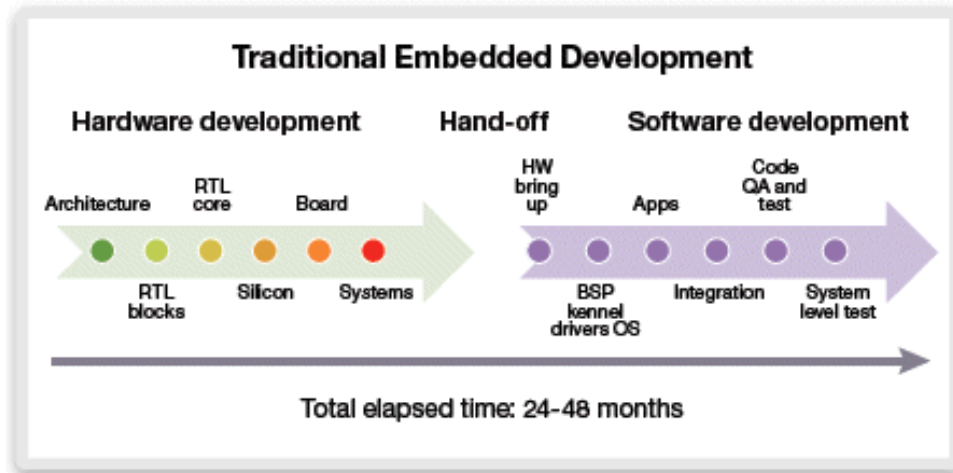 Traditional Embedded Development
Hardware development
Hand-off
Software development
Architecture
RTL
blocks
RTL
core
Silicon
Board
Systems
HW
bring
up
BSP
kernel
drivers OS
Apps
Integration
Code
QA and
test
System
level test
Total elapsed time: 24-48 months